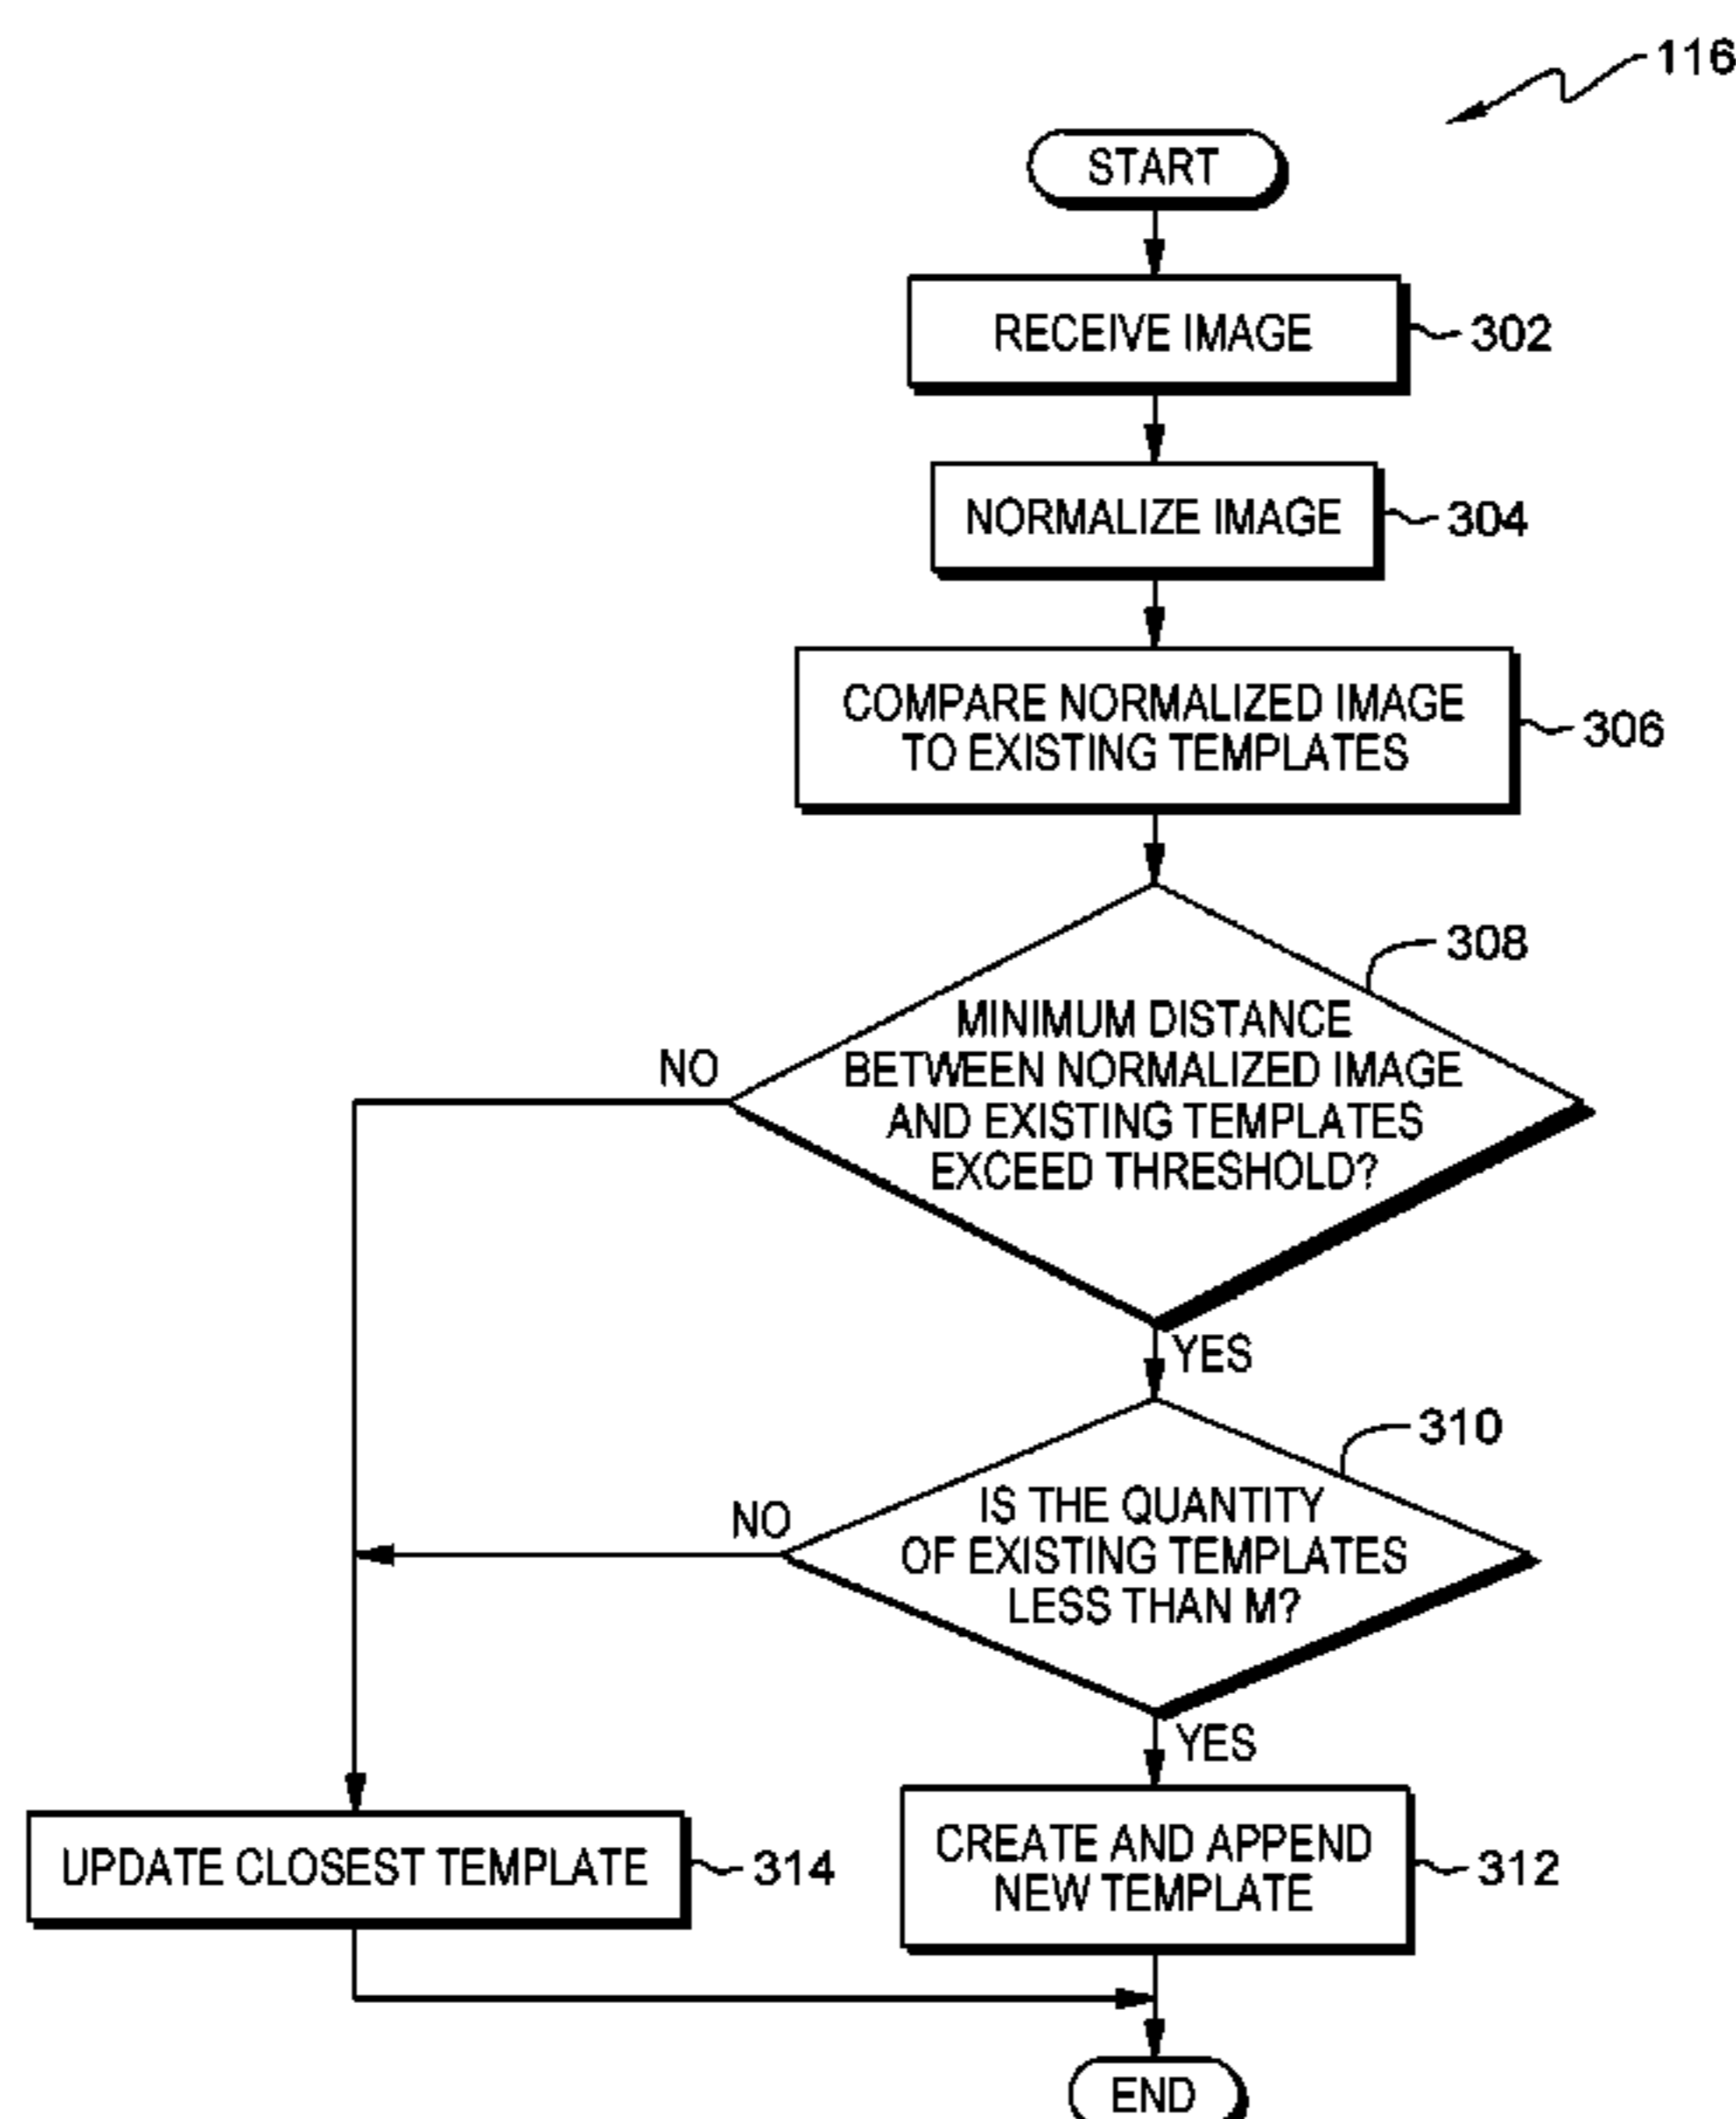 116
START
RECEIVE IMAGE
302
NORMALIZE IMAGE
304
COMPARE NORMALIZED IMAGE
TO EXISTING TEMPLATES
306
308
MINIMUM DISTANCE
BETWEEN NORMALIZED IMAGE
AND EXISTING TEMPLATES
EXCEED THRESHOLD?
NO
YES
310
IS THE QUANTITY
OF EXISTING TEMPLATES
LESS THAN M?
NO
YES
UPDATE CLOSEST TEMPLATE
314
CREATE AND APPEND
NEW TEMPLATE
312
END